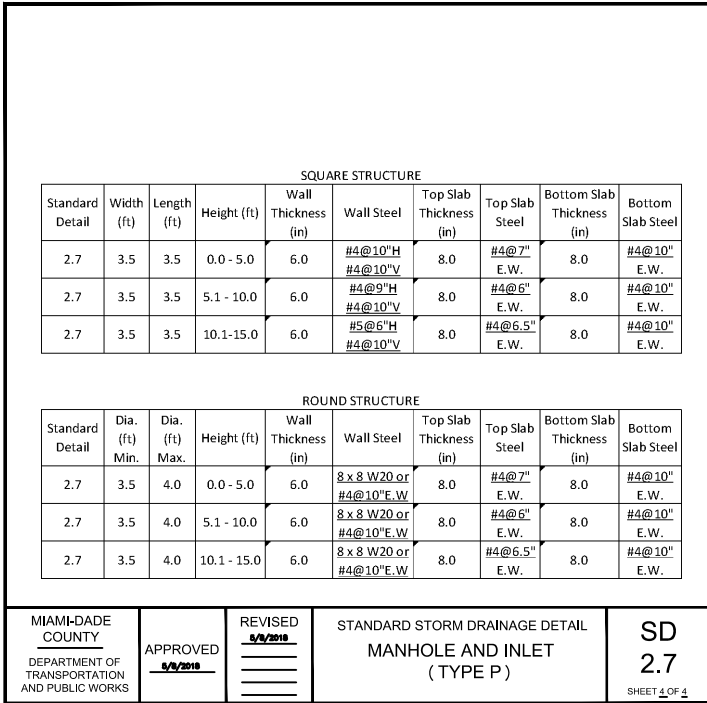 SQUARE STRUCTURE
Standard Detail | Width (ft) | Length (ft) | Height (ft) | Wall Thickness (in) | Wall Steel | Top Slab Thickness (in) | Top Slab Steel | Bottom Slab Thickness (in) | Bottom Slab Steel
2.7 | 3.5 | 3.5 | 0.0 - 5.0 | 6.0 | #4@10"H #4@10"V | 8.0 | #4@7" E.W. | 8.0 | #4@10" E.W.
2.7 | 3.5 | 3.5 | 5.1 - 10.0 | 6.0 | #4@9"H #4@10"V | 8.0 | #4@6" E.W. | 8.0 | #4@10" E.W.
2.7 | 3.5 | 3.5 | 10.1-15.0 | 6.0 | #5@6"H #4@10"V | 8.0 | #4@6.5" E.W. | 8.0 | #4@10" E.W.
ROUND STRUCTURE
Standard Detail | Dia. (ft) Min. | Dia. (ft) Max. | Height (ft) | Wall Thickness (in) | Wall Steel | Top Slab Thickness (in) | Top Slab Steel | Bottom Slab Thickness (in) | Bottom Slab Steel
2.7 | 3.5 | 4.0 | 0.0 - 5.0 | 6.0 | 8 x 8 W20 or #4@10"E.W | 8.0 | #4@7" E.W. | 8.0 | #4@10" E.W.
2.7 | 3.5 | 4.0 | 5.1 - 10.0 | 6.0 | 8 x 8 W20 or #4@10"E.W | 8.0 | #4@6" E.W. | 8.0 | #4@10" E.W.
2.7 | 3.5 | 4.0 | 10.1 - 15.0 | 6.0 | 8 x 8 W20 or #4@10"E.W | 8.0 | #4@6.5" E.W. | 8.0 | #4@10" E.W.
MIAMI-DADE
COUNTY
DEPARTMENT OF
TRANSPORTATION
AND PUBLIC WORKS
APPROVED
5/8/2018
REVISED
5/8/2018
STANDARD STORM DRAINAGE DETAIL
MANHOLE AND INLET
( TYPE P )
SD
2.7
SHEET 4 OF 4